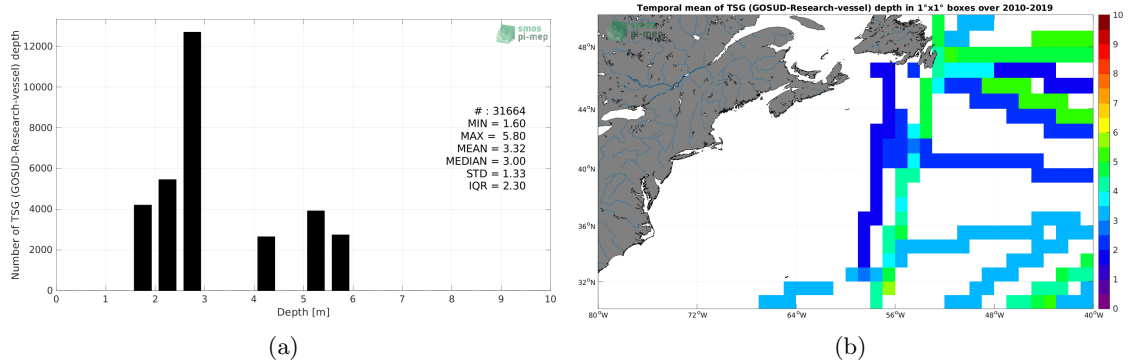 smos
pi-mep
Number of TSG (GOSUD-Research-vessel) depth
12000
10000
8000
6000
4000
2000
0
# : 31664
MIN = 1.60
MAX = 5.80
MEAN = 3.32
MEDIAN = 3.00
STD = 1.33
IQR = 2.30
0 1 2 3 4 5 6 7 8 9 10
Depth [m]
(a)
Temporal mean of TSG (GOSUD-Research-vessel) depth in 1°x1° boxes over 2010-2019
smos
pi-mep
48°N
44°N
40°N
36°N
32°N
80°W 72°W 64°W 56°W 48°W 40°W
10
9
8
7
6
5
4
3
2
1
0
(b)